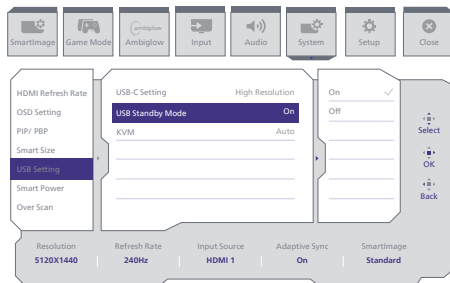 SmartImage
Game Mode
ambiglow
Ambiglow
Input
Audio
System
Setup
Close
HDMI Refresh Rate
OSD Setting
PIP/ PBP
Smart Size
USB Setting
Smart Power
Over Scan
USB-C Setting High Resolution
USB Standby Mode On
KVM Auto
On
Off
Select
OK
Back
Resolution Refresh Rate Input Source Adaptive Sync SmartImage
5120X1440 240Hz HDMI 1 On Standard